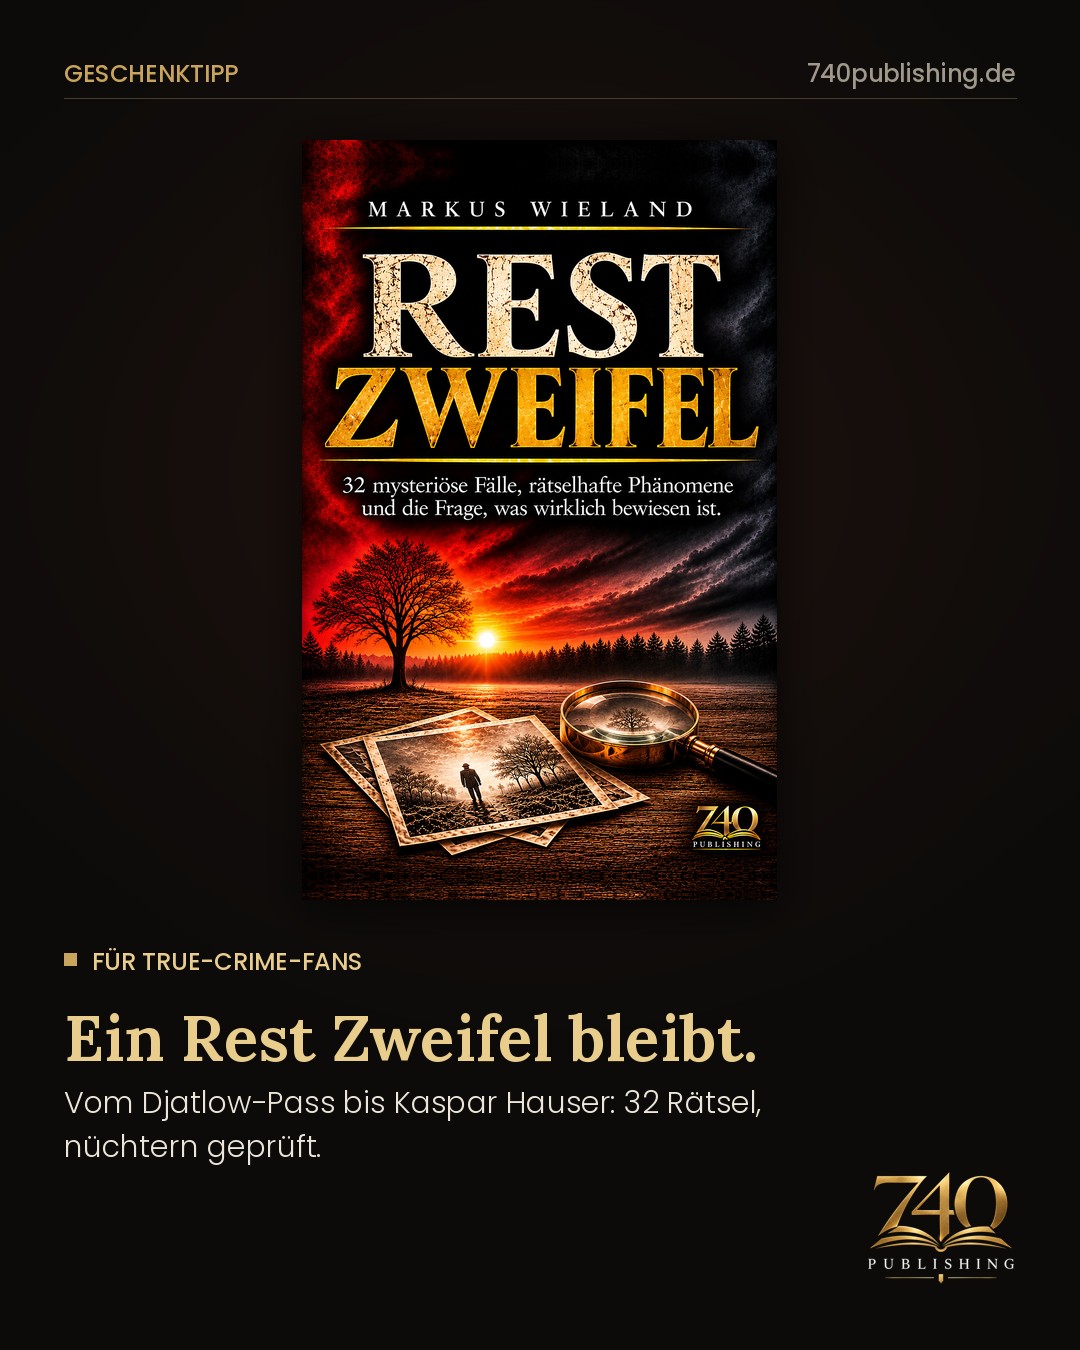 GESCHENKTIPP
740publishing.de
MARKUS WIELAND
REST
ZWEIFEL
32 mysteriöse Fälle, rätselhafte Phänomene
und die Frage, was wirklich bewiesen ist.
740
PUBLISHING
FÜR TRUE-CRIME-FANS
Ein Rest Zweifel bleibt.
Vom Djatlow-Pass bis Kaspar Hauser: 32 Rätsel,
nüchtern geprüft.
740
PUBLISHING